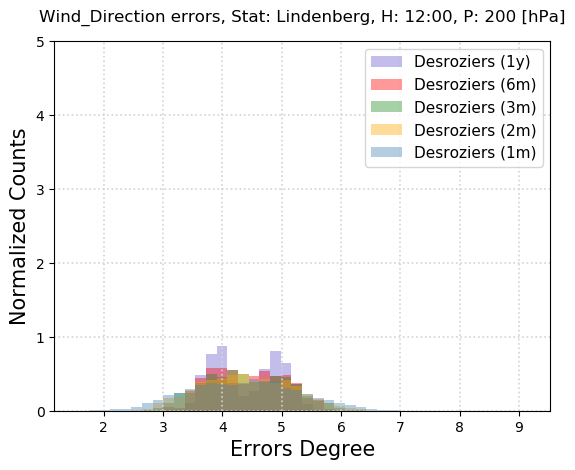 Wind_Direction errors, Stat: Lindenberg, H: 12:00, P: 200 [hPa]
5
4
3
2
1
0
Normalized Counts
Desroziers (1y)
Desroziers (6m)
Desroziers (3m)
Desroziers (2m)
Desroziers (1m)
2 3 4 5 6 7 8 9
Errors Degree